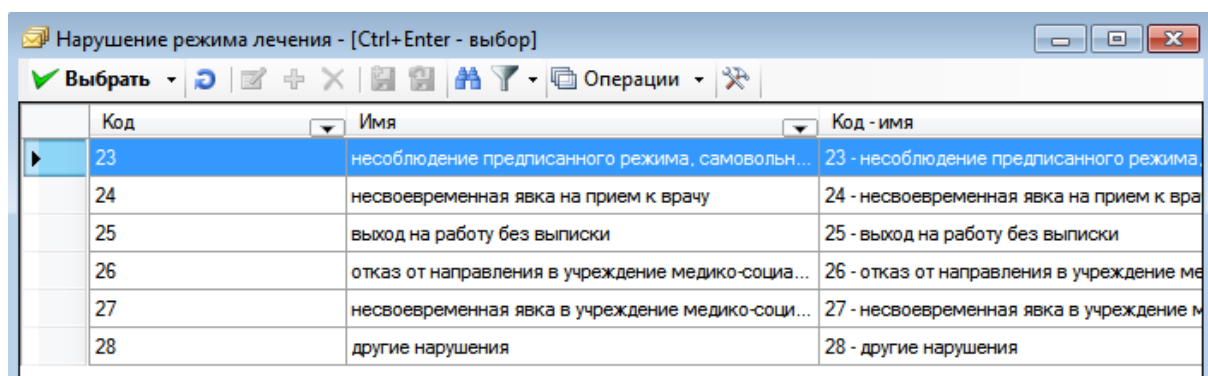 Нарушение режима лечения - [Ctrl+Enter - выбор]
Выбрать Операции
Код Имя Код - имя
23 несоблюдение предписанного режима, самовольн... 23 - несоблюдение предписанного режима,
24 несвоевременная явка на прием к врачу 24 - несвоевременная явка на прием к вра
25 выход на работу без выписки 25 - выход на работу без выписки
26 отказ от направления в учреждение медико-социа... 26 - отказ от направления в учреждение ме
27 несвоевременная явка в учреждение медико-соци... 27 - несвоевременная явка в учреждение м
28 другие нарушения 28 - другие нарушения